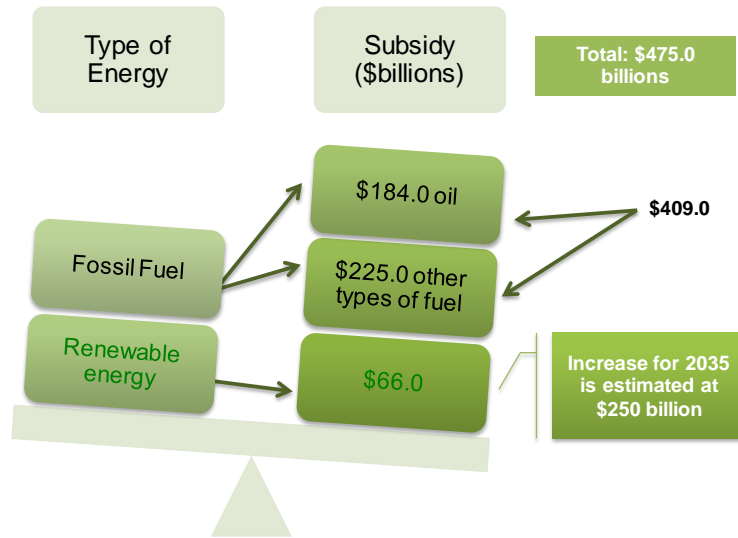 Type of
Energy
Subsidy
($billions)
Total: $475.0
billions
$184.0 oil
$409.0
Fossil Fuel
$225.0 other
types of fuel
Renewable
energy
$66.0
Increase for 2035
is estimated at
$250 billion